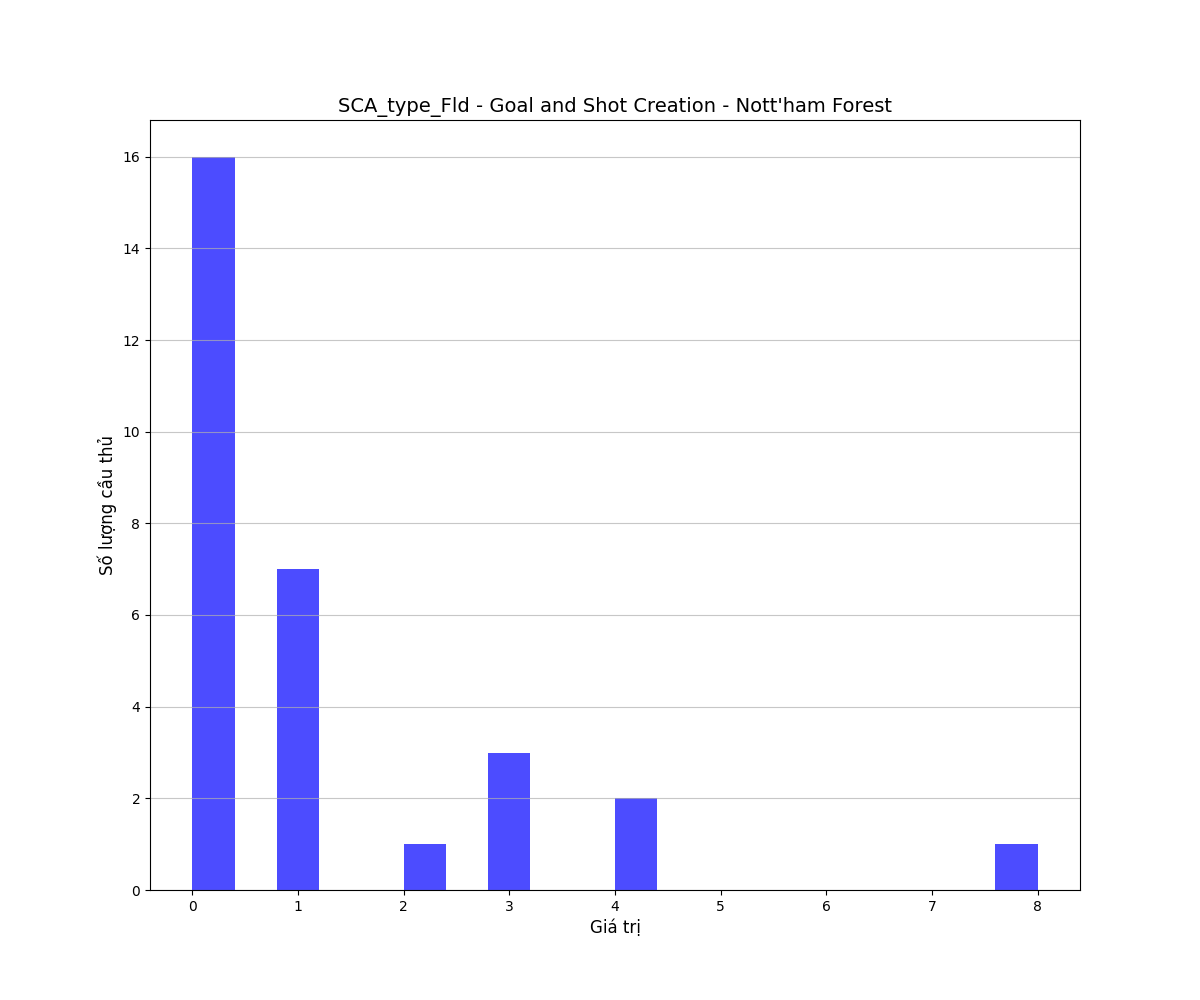 SCA_type_Fld - Goal and Shot Creation - Nott'ham Forest
16
14
12
10
8
6
4
2
0
Số lượng cầu thủ
0 1 2 3 4 5 6 7 8
Giá trị